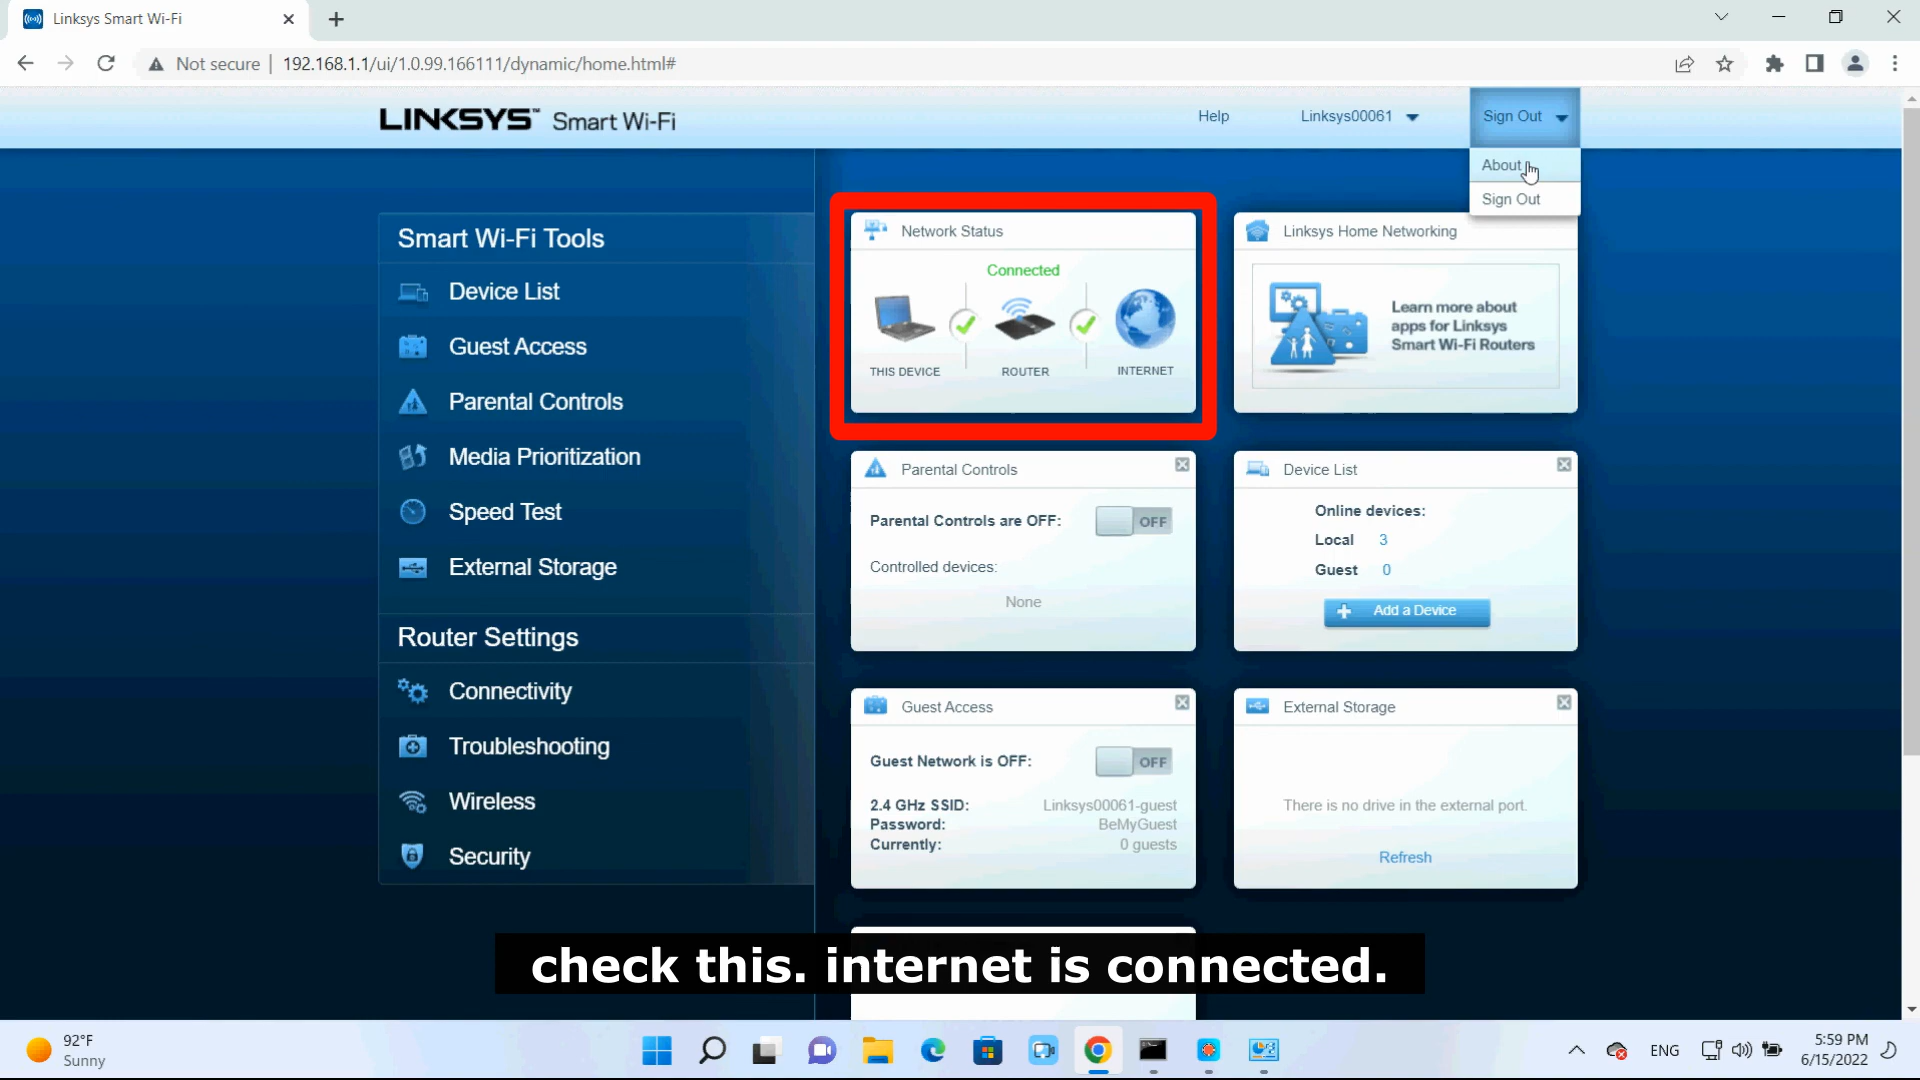 Linksys Smart Wi-Fi
Not secure | 192.168.1.1/ui/1.0.99.166111/dynamic/home.html#
LINKSYS™ Smart Wi-Fi
Help
Linksys00061
Sign Out
About
Sign Out
Smart Wi-Fi Tools
Device List
Guest Access
Parental Controls
Media Prioritization
Speed Test
External Storage
Router Settings
Connectivity
Troubleshooting
Wireless
Security
Network Status
Connected
THIS DEVICE
ROUTER
INTERNET
Linksys Home Networking
Learn more about
apps for Linksys
Smart Wi-Fi Routers
Parental Controls
Parental Controls are OFF:
OFF
Controlled devices:
None
Device List
Online devices:
Local 3
Guest 0
Add a Device
Guest Access
Guest Network is OFF:
OFF
2.4 GHz SSID: Linksys00061-guest
Password: BeMyGuest
Currently: 0 guests
External Storage
There is no drive in the external port.
Refresh
check this. internet is connected.
92°F
Sunny
ENG
5:59 PM
6/15/2022